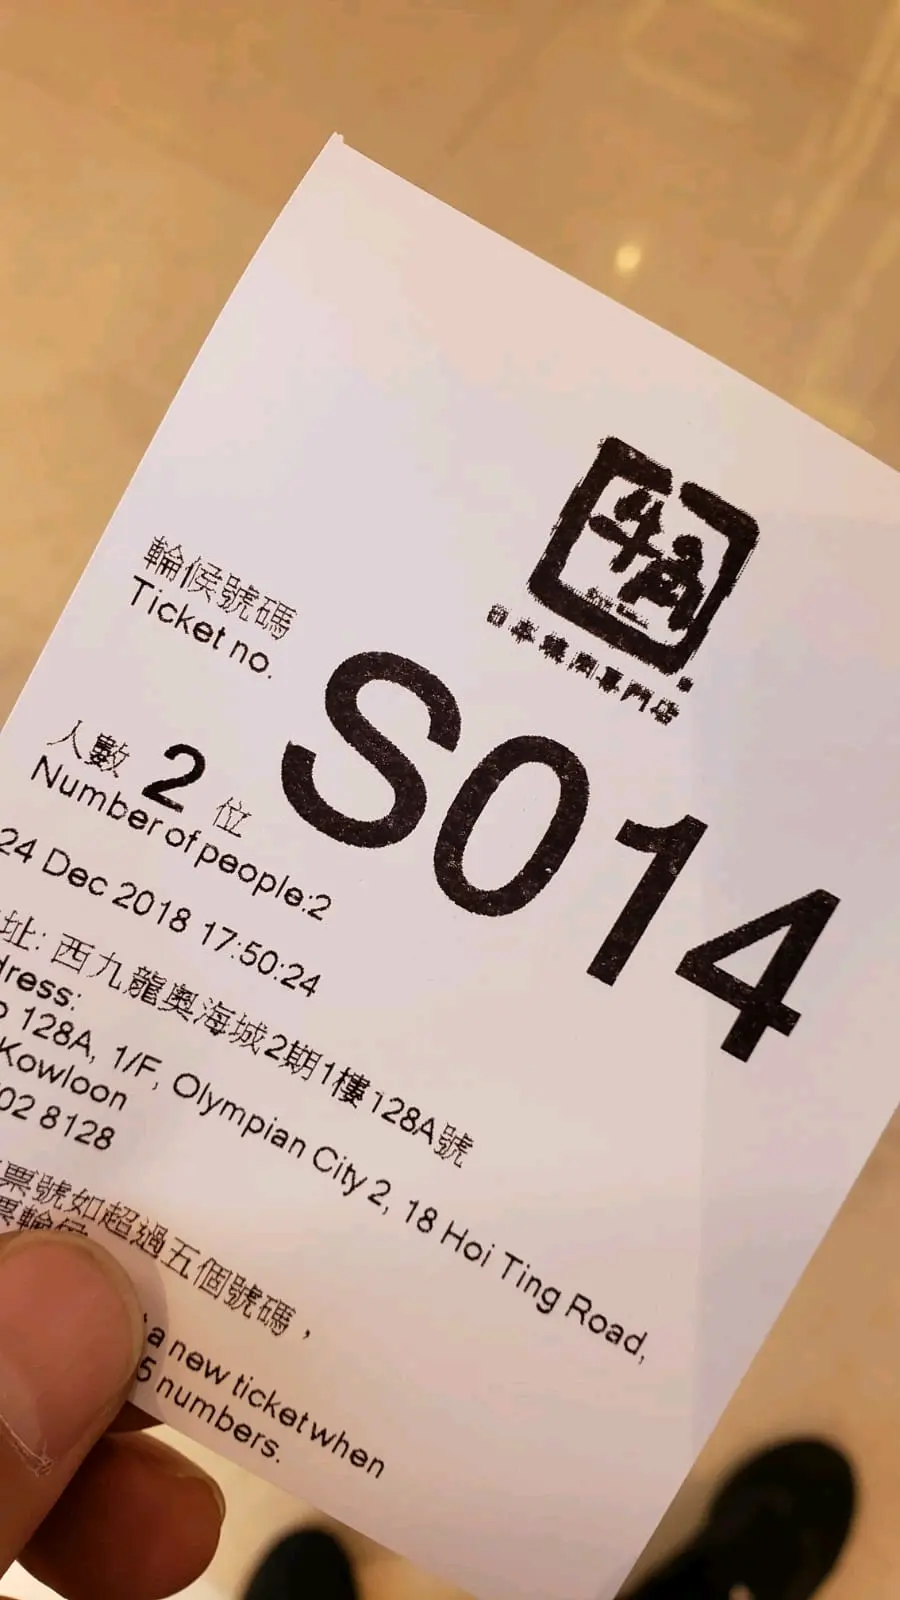 牛角
日本燒肉專門店
輪候號碼
Ticket no.
S014
人數 2 位
Number of people:2
24 Dec 2018 17:50:24
址: 西九龍奧海城2期1樓128A號
128A, 1/F, Olympian City 2, 18 Hoi Ting Road,
Kowloon
02 8128
票號如超過五個號碼，
票輪候
a new ticket when
5 numbers.